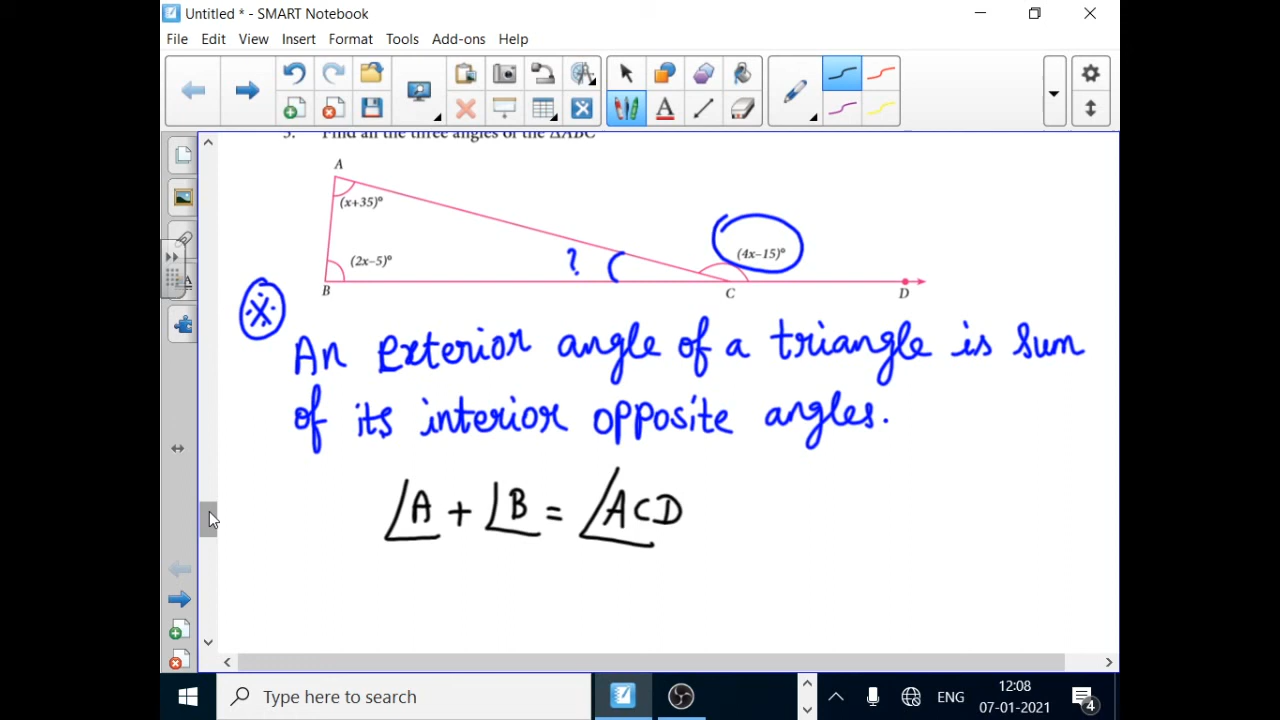 Untitled * - SMART Notebook
File Edit View Insert Format Tools Add-ons Help
Find all the three angles of the ΔABC
A
(x+35)°
(2x–5)°
?
(4x–15)°
B
C
D
An exterior angle of a triangle is sum
of its interior opposite angles.
∠A + ∠B = ∠ACD
Type here to search
ENG
12:08
07-01-2021
4